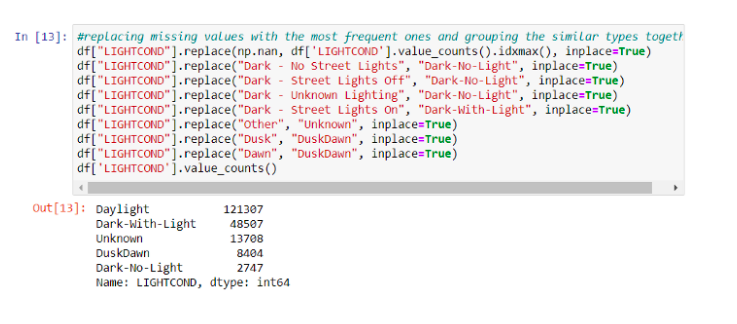 In [13]: #replacing missing values with the most frequent ones and grouping the similar types togeth
df["LIGHTCOND"].replace(np.nan, df['LIGHTCOND'].value_counts().idxmax(), inplace=True)
df["LIGHTCOND"].replace("Dark - No Street Lights", "Dark-No-Light", inplace=True)
df["LIGHTCOND"].replace("Dark - Street Lights Off", "Dark-No-Light", inplace=True)
df["LIGHTCOND"].replace("Dark - Unknown Lighting", "Dark-No-Light", inplace=True)
df["LIGHTCOND"].replace("Dark - Street Lights On", "Dark-With-Light", inplace=True)
df["LIGHTCOND"].replace("Other", "Unknown", inplace=True)
df["LIGHTCOND"].replace("Dusk", "DuskDawn", inplace=True)
df["LIGHTCOND"].replace("Dawn", "DuskDawn", inplace=True)
df['LIGHTCOND'].value_counts()
Out[13]: Daylight 121307
Dark-With-Light 48507
Unknown 13708
DuskDawn 8404
Dark-No-Light 2747
Name: LIGHTCOND, dtype: int64